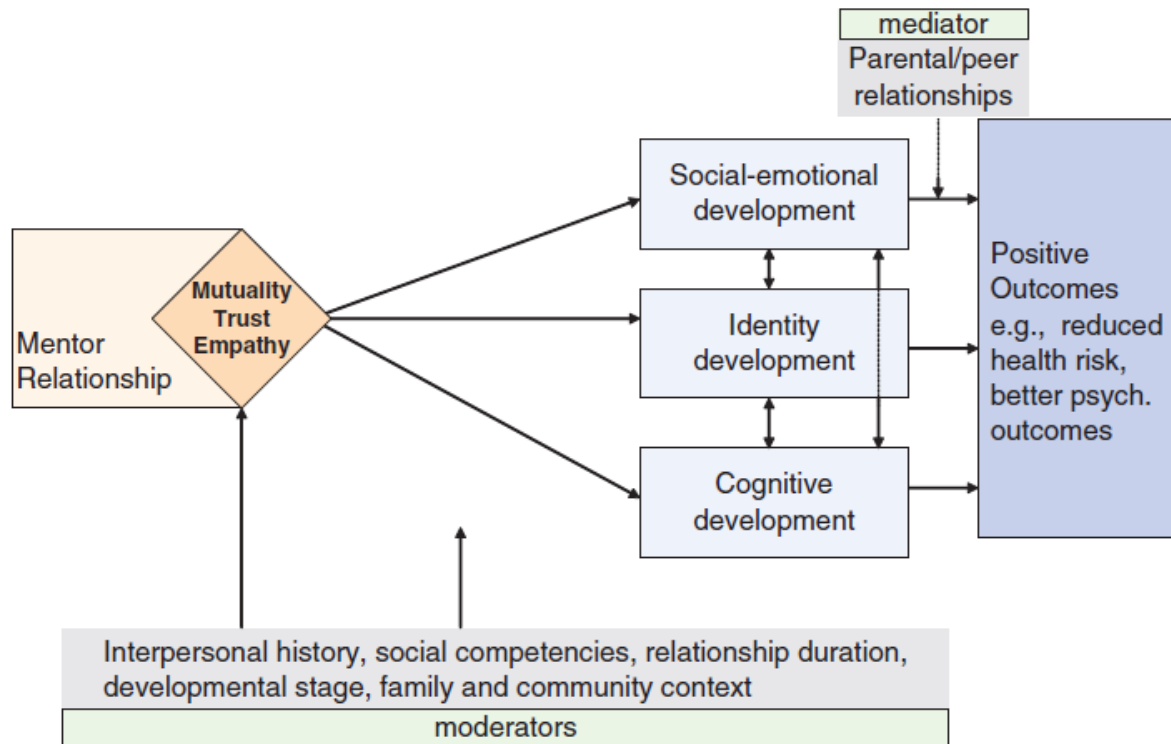 mediator
Parental/peer
relationships
Social-emotional
development
Mutuality
Trust
Empathy
Mentor
Relationship
Identity
development
Positive
Outcomes
e.g., reduced
health risk,
better psych.
outcomes
Cognitive
development
Interpersonal history, social competencies, relationship duration,
developmental stage, family and community context
moderators